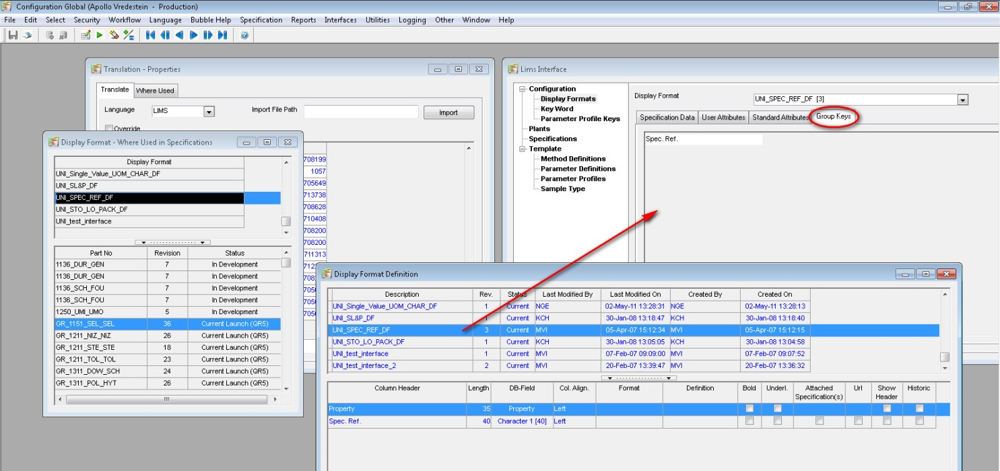 Configuration Global (Apollo Vredestein - Production)
File Edit Select Security Workflow Language Bubble Help Specification Reports Interfaces Utilities Logging Other Window Help
Translation - Properties
Translate Where Used
Language LIMS Import File Path Import
Override
708199
1057
705649
713738
708628
710408
708200
708200
711313
Display Format - Where Used in Specifications
Display Format
UNI_Single_Value_UOM_CHAR_DF
UNI_SL&P_DF
UNI_SPEC_REF_DF
UNI_STO_LO_PACK_DF
UNI_test_interface
Part No Revision Status
1136_DUR_GEN 7 In Development
1136_DUR_GEN 7 In Development
1136_SCH_FOU 7 In Development
1136_SCH_FOU 7 In Development
1250_UMI_UMO 5 In Development
GR_1151_SEL_SEL 36 Current Launch (QR5)
GR_1211_NIZ_NIZ 26 Current Launch (QR5)
GR_1211_STE_STE 18 Current Launch (QR5)
GR_1211_TOL_TOL 23 Current Launch (QR5)
GR_1311_DOW_SCH 24 Current Launch (QR5)
GR_1311_POL_HYT 26 Current Launch (QR5)
Lims Interface
Configuration
Display Formats
Key Word
Parameter Profile Keys
Plants
Specifications
Template
Method Definitions
Parameter Definitions
Parameter Profiles
Sample Type
Display Format UNI_SPEC_REF_DF [3]
Specification Data User Attributes Standard Attributes Group Keys
Spec. Ref.
Display Format Definition
Description Rev. Status Last Modified By Last Modified On Created By Created On
UNI_Single_Value_UOM_CHAR_DF 1 Current NGE 02-May-11 13:28:31 NGE 02-May-11 13:28:13
UNI_SL&P_DF 1 Current KCH 30-Jan-08 13:18:47 KCH 30-Jan-08 13:18:40
UNI_SPEC_REF_DF 3 Current MVI 05-Apr-07 15:12:34 MVI 05-Apr-07 15:12:15
UNI_STO_LO_PACK_DF 1 Current KCH 30-Jan-08 13:05:05 KCH 30-Jan-08 13:04:58
UNI_test_interface 1 Current MVI 07-Feb-07 09:09:00 MVI 07-Feb-07 09:07:52
UNI_test_interface_2 2 Current MVI 20-Feb-07 13:39:47 MVI 20-Feb-07 13:36:32
Column Header Length DB-Field Col. Align. Format Definition Bold Underl. Attached Specification(s) Url Show Header Historic
Property 35 Property Left
Spec. Ref. 40 Character 1 [40] Left